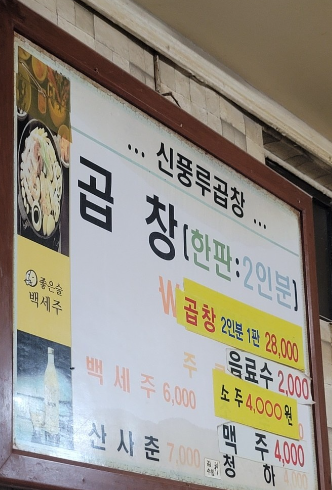 ... 신풍루곱창 ...
곱창 [한판:2인분]
₩
곱창 2인분 1판 28,000
좋은술
백세주
음료수 2,000
주
백세주 6,000
소주 4,000원
맥주 4,000
산사춘 7,000
청하